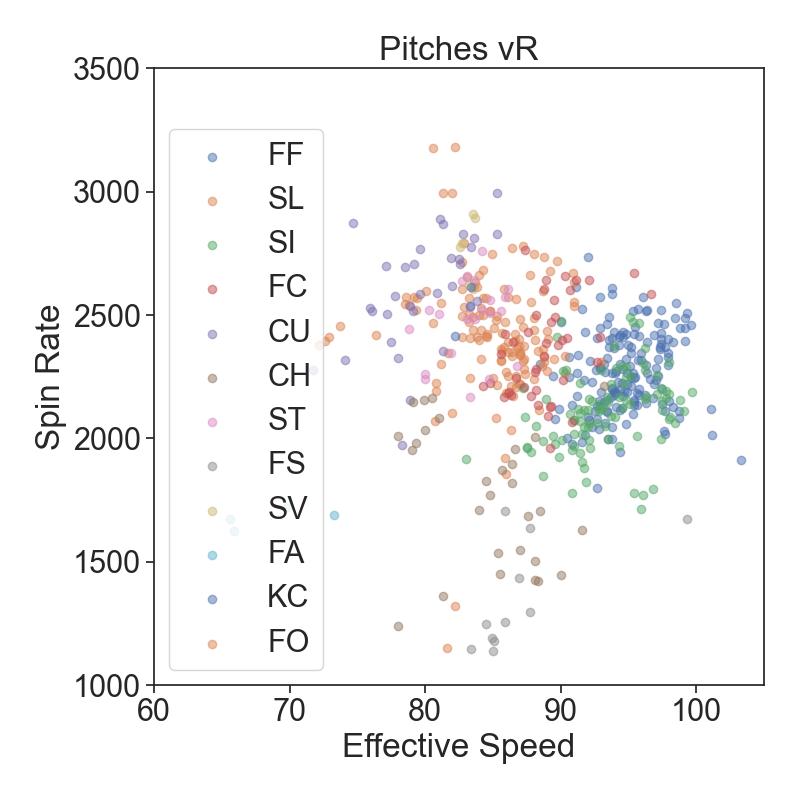 Pitches vR
3500
3000
2500
2000
1500
1000
Spin Rate
FF
SL
SI
FC
CU
CH
ST
FS
SV
FA
KC
FO
60 70 80 90 100
Effective Speed